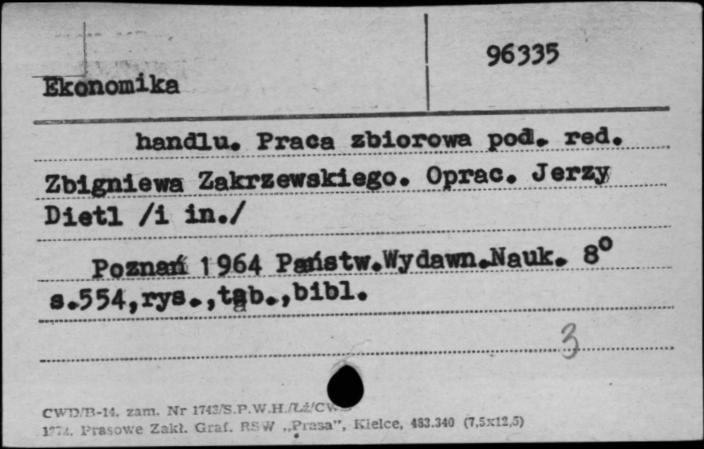 96335
Ekonomika
handlu. Praca zbiorowa pod. red.
Zbigniewa Zakrzewskiego. Oprac. Jerzy
Dietl /i in./
Poznań 1964 Państw.Wydawn.Nauk. 8°
s.554,rys.,tab.,bibl.
3
CWD/B-14. zam. Nr 1743/S.P.W.H./Łż/
Prasowe Zakł. Graf. RSW „Prasa", Kielce, 483.340 (7,5x12,5)